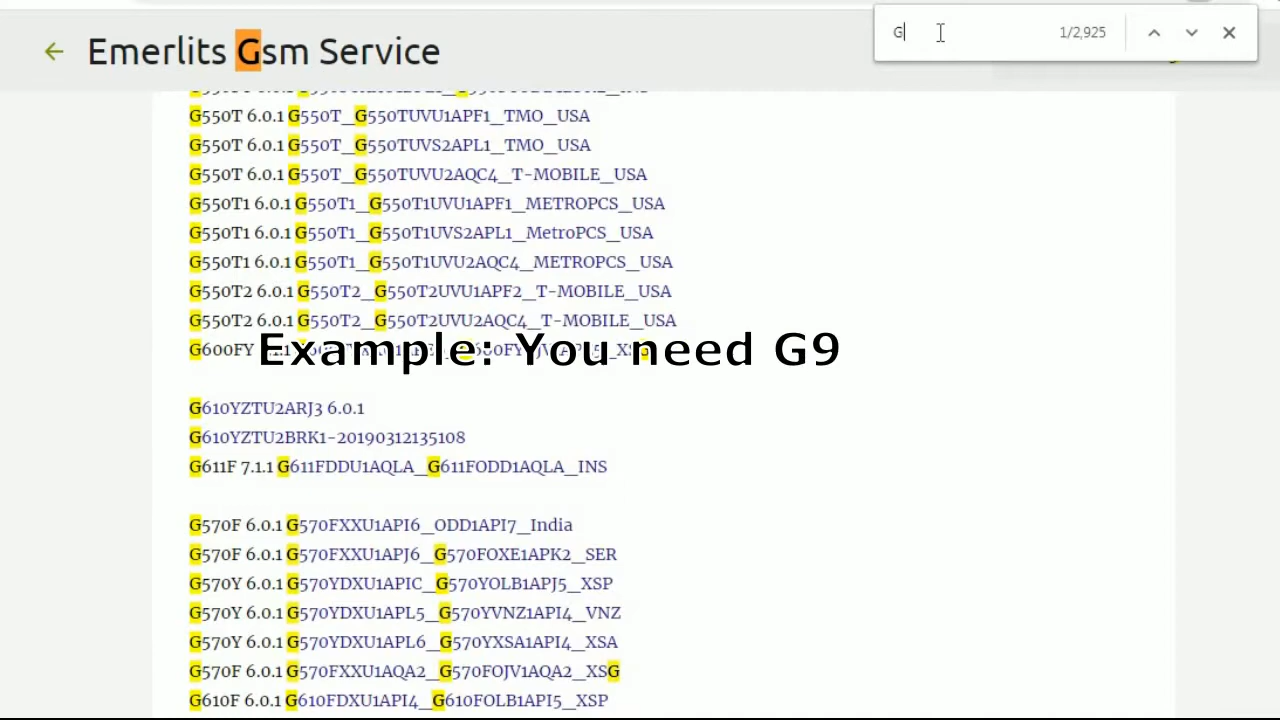 G
1/2,925
Emerlits Gsm Service
G550T 6.0.1 G550T_G550TUVU1APF1_TMO_USA
G550T 6.0.1 G550T_G550TUVS2APL1_TMO_USA
G550T 6.0.1 G550T_G550TUVU2AQC4_T-MOBILE_USA
G550T1 6.0.1 G550T1_G550T1UVU1APF1_METROPCS_USA
G550T1 6.0.1 G550T1_G550T1UVS2APL1_MetroPCS_USA
G550T1 6.0.1 G550T1_G550T1UVU2AQC4_METROPCS_USA
G550T2 6.0.1 G550T2_G550T2UVU1APF2_T-MOBILE_USA
G550T2 6.0.1 G550T2_G550T2UVU2AQC4_T-MOBILE_USA
G600FY
Example: You need G9
G610YZTU2ARJ3 6.0.1
G610YZTU2BRK1-20190312135108
G611F 7.1.1 G611FDDU1AQLA_G611FODD1AQLA_INS
G570F 6.0.1 G570FXXU1API6_ODD1API7_India
G570F 6.0.1 G570FXXU1APJ6_G570FOXE1APK2_SER
G570Y 6.0.1 G570YDXU1APIC_G570YOLB1APJ5_XSP
G570Y 6.0.1 G570YDXU1APL5_G570YVNZ1API4_VNZ
G570Y 6.0.1 G570YDXU1APL6_G570YXSA1API4_XSA
G570F 6.0.1 G570FXXU1AQA2_G570FOJV1AQA2_XSG
G610F 6.0.1 G610FDXU1API4_G610FOLB1API5_XSP